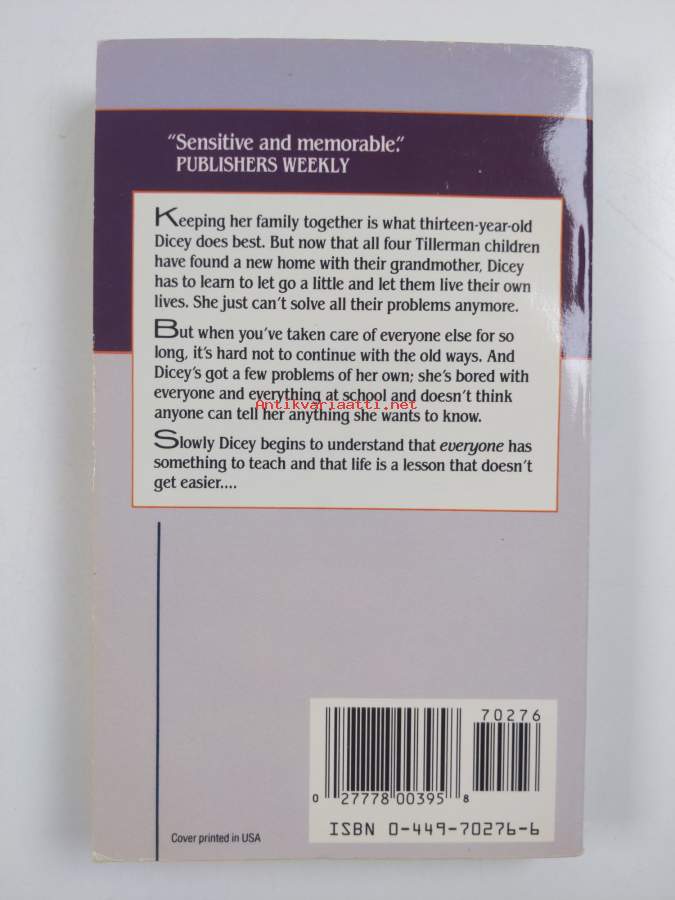 "Sensitive and memorable."
PUBLISHERS WEEKLY
Keeping her family together is what thirteen-year-old
Dicey does best. But now that all four Tillerman children
have found a new home with their grandmother, Dicey
has to learn to let go a little and let them live their own
lives. She just can't solve all their problems anymore.
But when you've taken care of everyone else for so
long, it's hard not to continue with the old ways. And
Dicey's got a few problems of her own; she's bored with
everyone and everything at school and doesn't think
Antikvariaatti.net
anyone can tell her anything she wants to know.
Slowly Dicey begins to understand that everyone has
something to teach and that life is a lesson that doesn't
get easier....
70276
0 27778 00395 8
ISBN 0-449-70276-6
Cover printed in USA